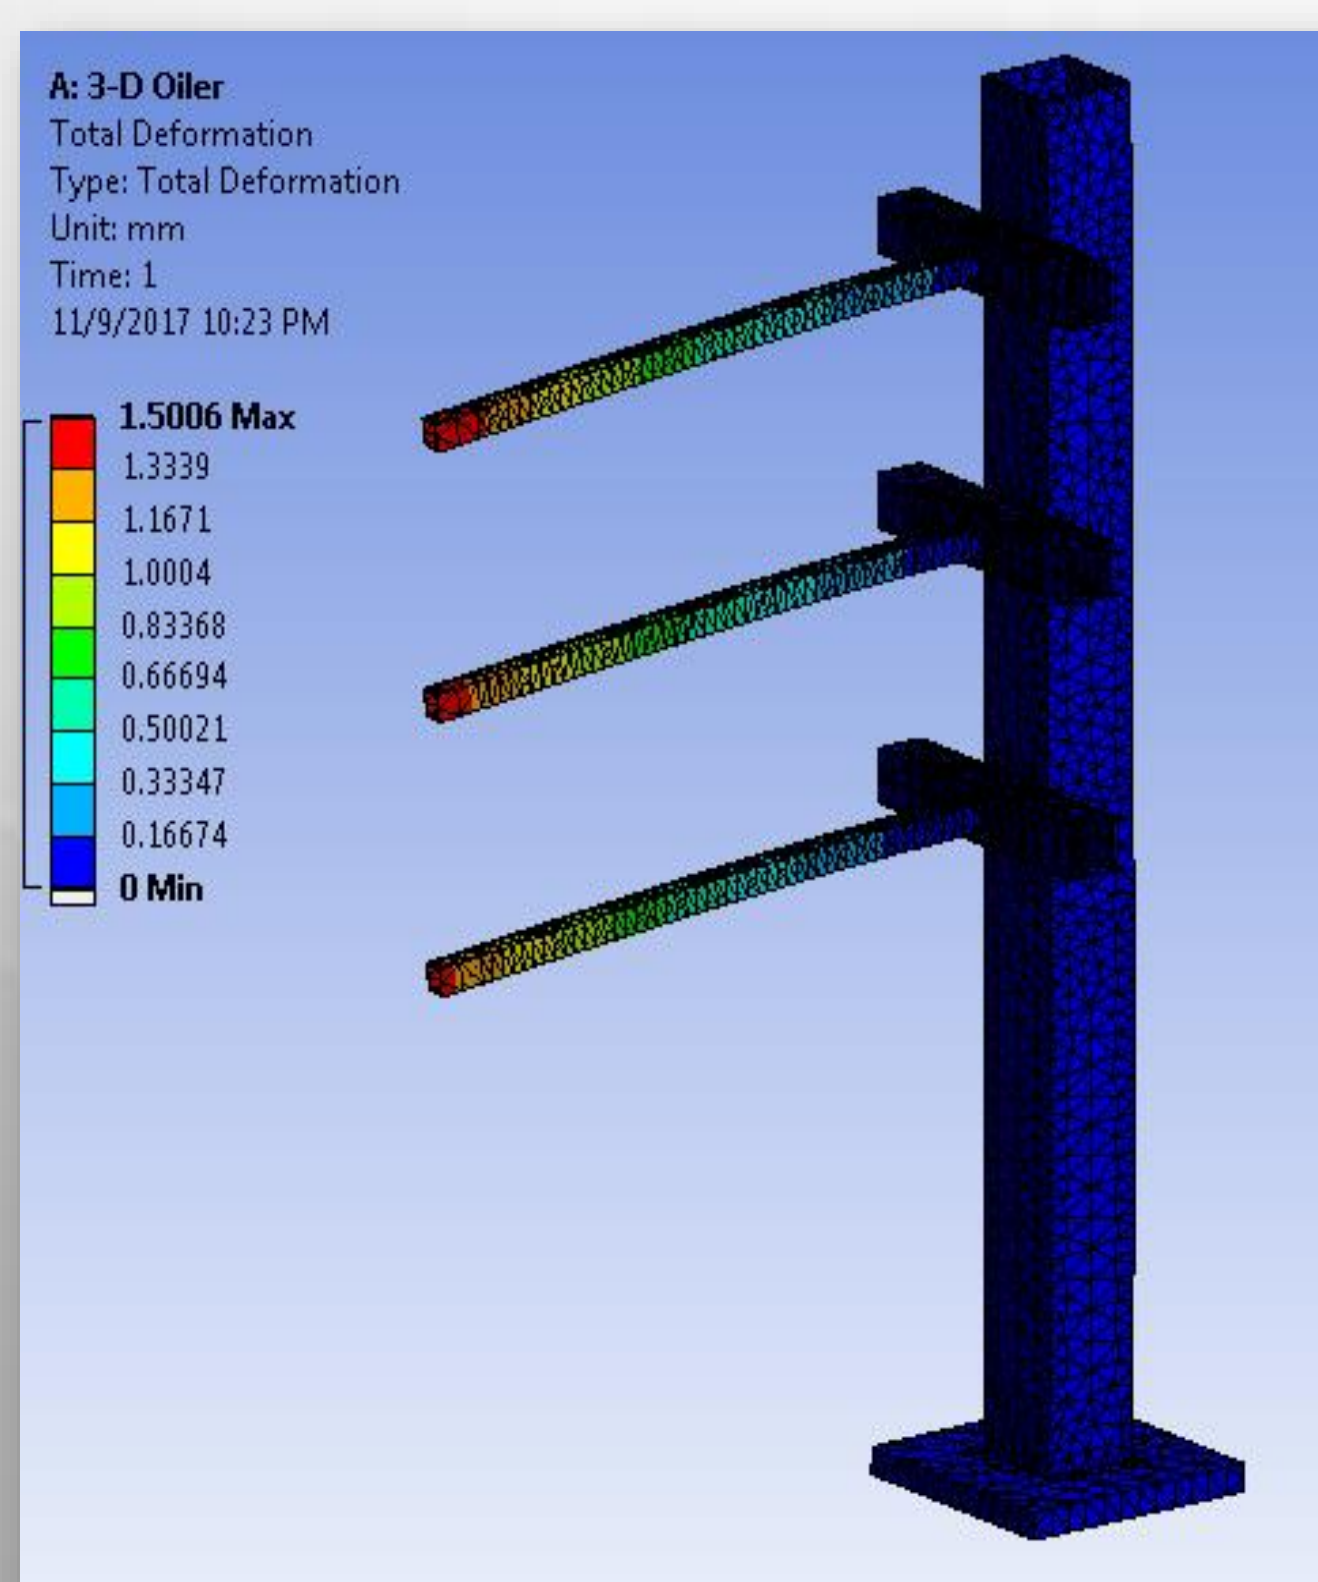 A: 3-D Oiler
Total Deformation
Type: Total Deformation
Unit: mm
Time: 1
11/9/2017 10:23 PM
1.5006 Max
1.3339
1.1671
1.0004
0.83368
0.66694
0.50021
0.33347
0.16674
0 Min